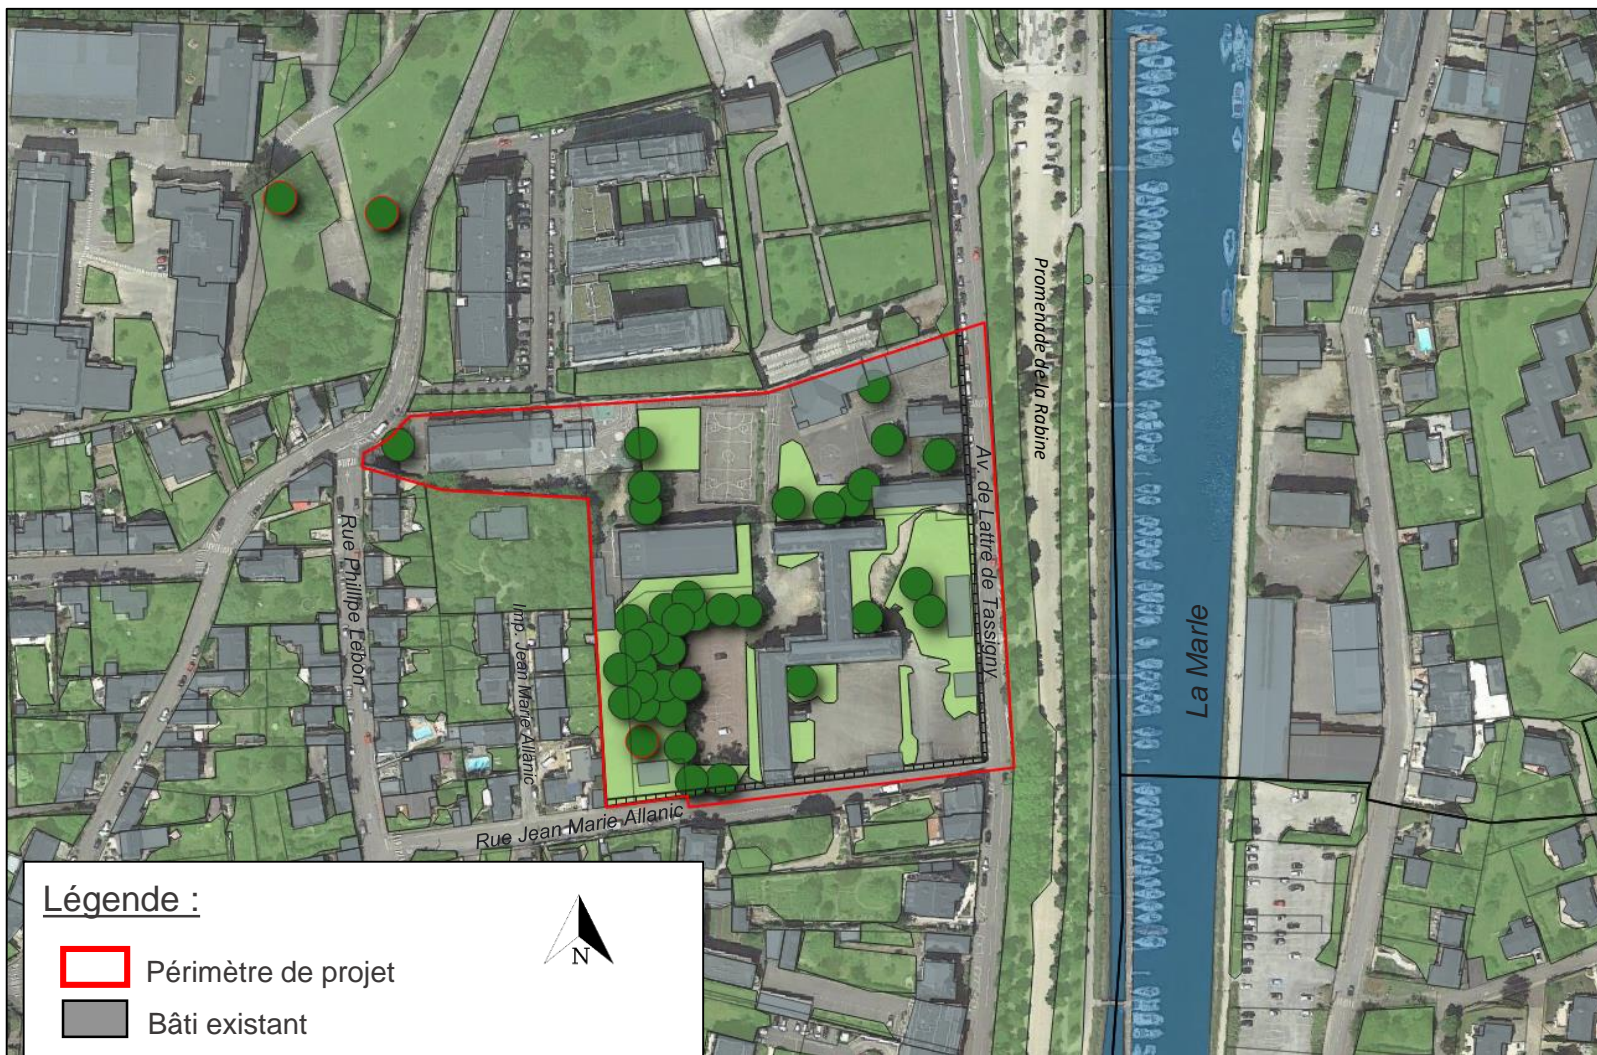 Promenade de la Rabine
Av. de Lattre de Tassigny
La Marle
Rue Phillipe Lebon
Imp. Jean Marie Allanic
Rue Jean Marie Allanic
Légende :
N
Périmètre de projet
Bâti existant